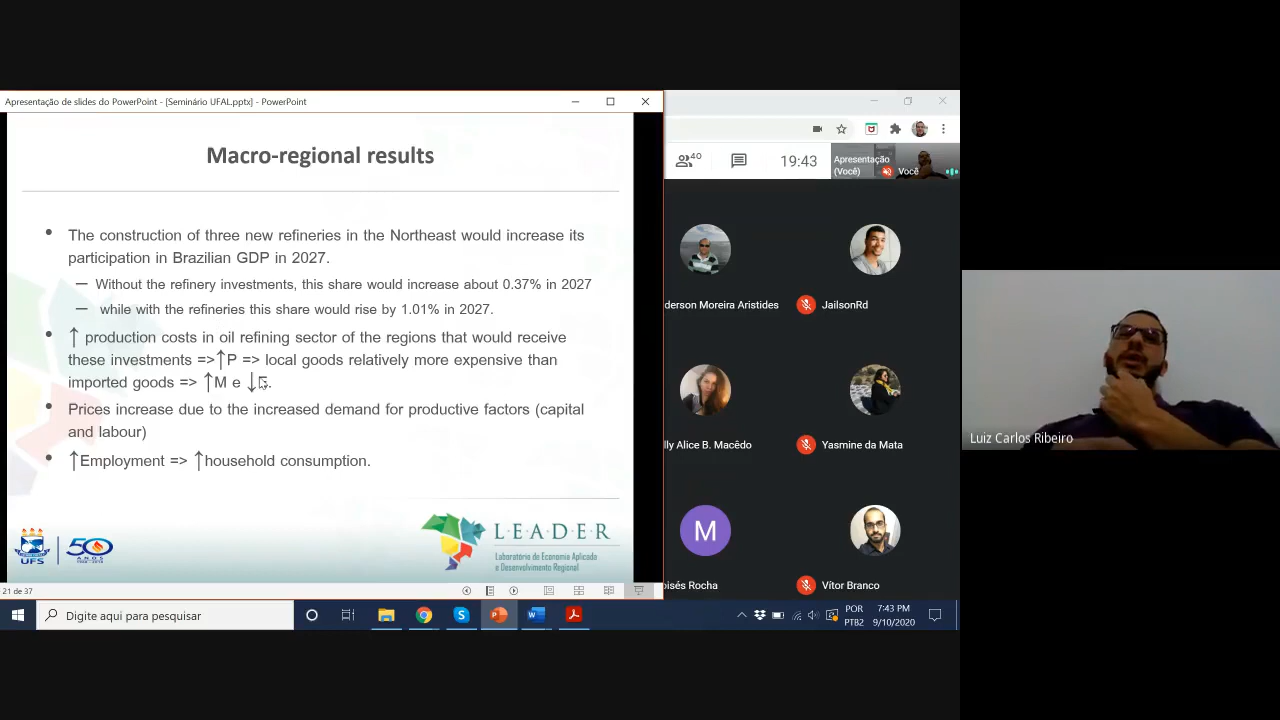 Apresentação de slides do PowerPoint - [Seminário UFAL.pptx] - PowerPoint
Macro-regional results
• The construction of three new refineries in the Northeast would increase its
participation in Brazilian GDP in 2027.
— Without the refinery investments, this share would increase about 0.37% in 2027
— while with the refineries this share would rise by 1.01% in 2027.
• ↑ production costs in oil refining sector of the regions that would receive
these investments =>↑P => local goods relatively more expensive than
imported goods => ↑M e ↓
• Prices increase due to the increased demand for productive factors (capital
and labour)
• ↑Employment => ↑household consumption.
UFS
50
ANOS
L·E·A·D·E·R
Laboratório de Economia Aplicada
e Desenvolvimento Regional
21 de 37
40
19:43
Apresentação
(Você)
Você
derson Moreira Aristides
JailsonRd
lly Alice B. Macêdo
Yasmine da Mata
M
oisés Rocha
Vítor Branco
Luiz Carlos Ribeiro
Digite aqui para pesquisar
POR
PTB2
7:43 PM
9/10/2020